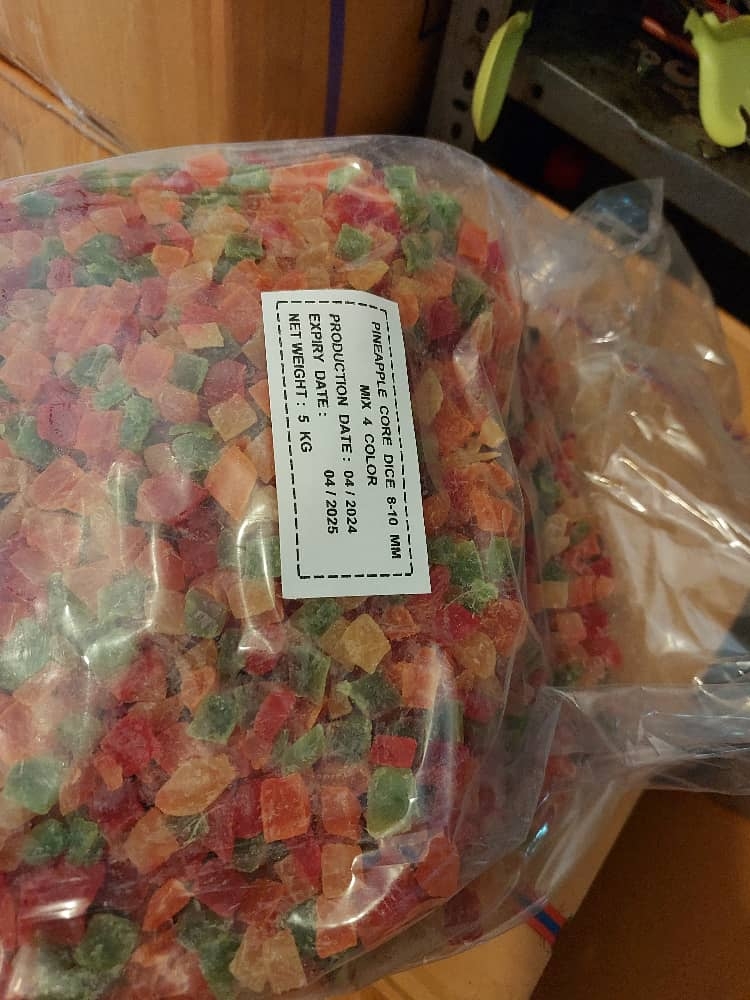 PINEAPPLE CORE DICE 8-10 MM
MIX 4 COLOR
PRODUCTION DATE : 04 / 2024
EXPIRY DATE : 04 / 2025
NET WEIGHT : 5 KG